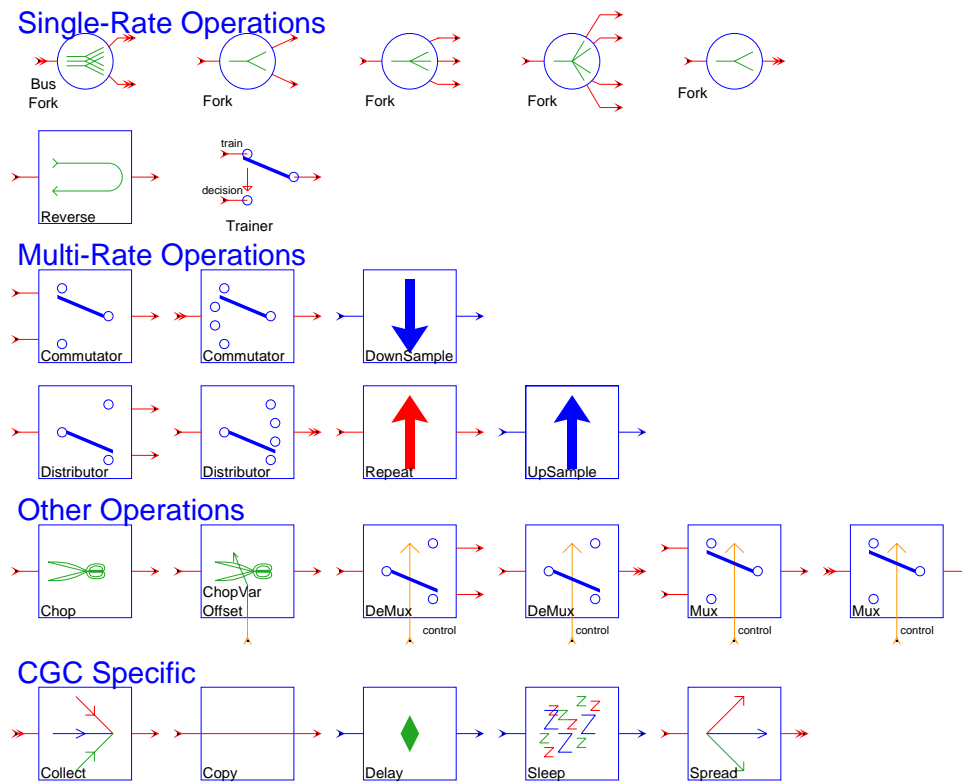 Single-Rate Operations
Bus
Fork
Fork
Fork
Fork
Fork
Reverse
train
decision
Trainer
Multi-Rate Operations
Commutator
Commutator
DownSample
Distributor
Distributor
Repeat
UpSample
Other Operations
Chop
ChopVar
Offset
DeMux
control
DeMux
control
Mux
control
Mux
control
CGC Specific
Collect
Copy
Delay
Sleep
Spread